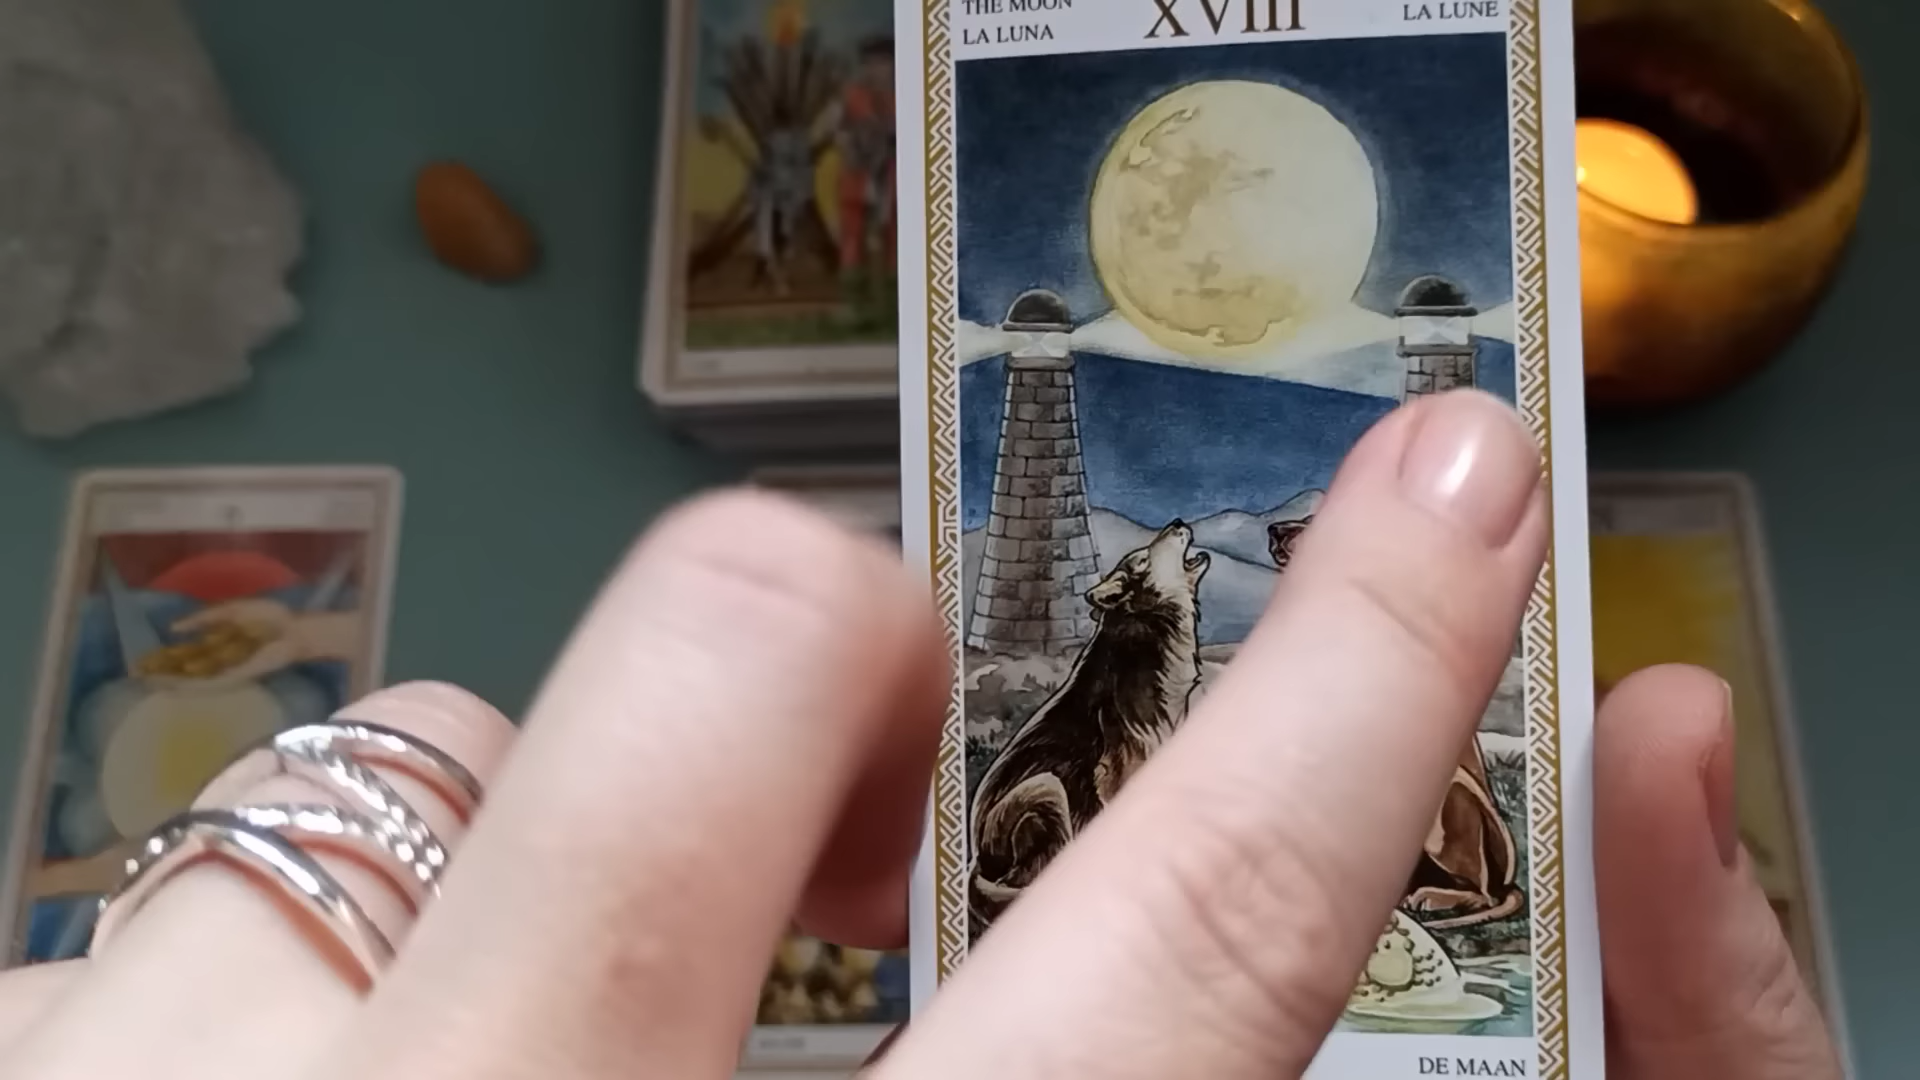 THE MOON
LA LUNA
XVIII
LA LUNE
DE MAAN